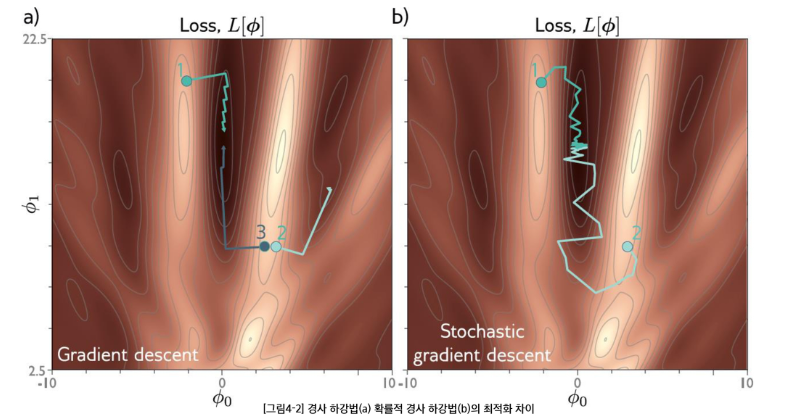 a)
Loss, L[ϕ]
22.5
1
3
2
ϕ₁
Gradient descent
2.5
-10
0
10
ϕ₀
b)
Loss, L[ϕ]
1
2
Stochastic
gradient descent
-10
0
10
ϕ₀
[그림4-2] 경사 하강법(a) 확률적 경사 하강법(b)의 최적화 차이